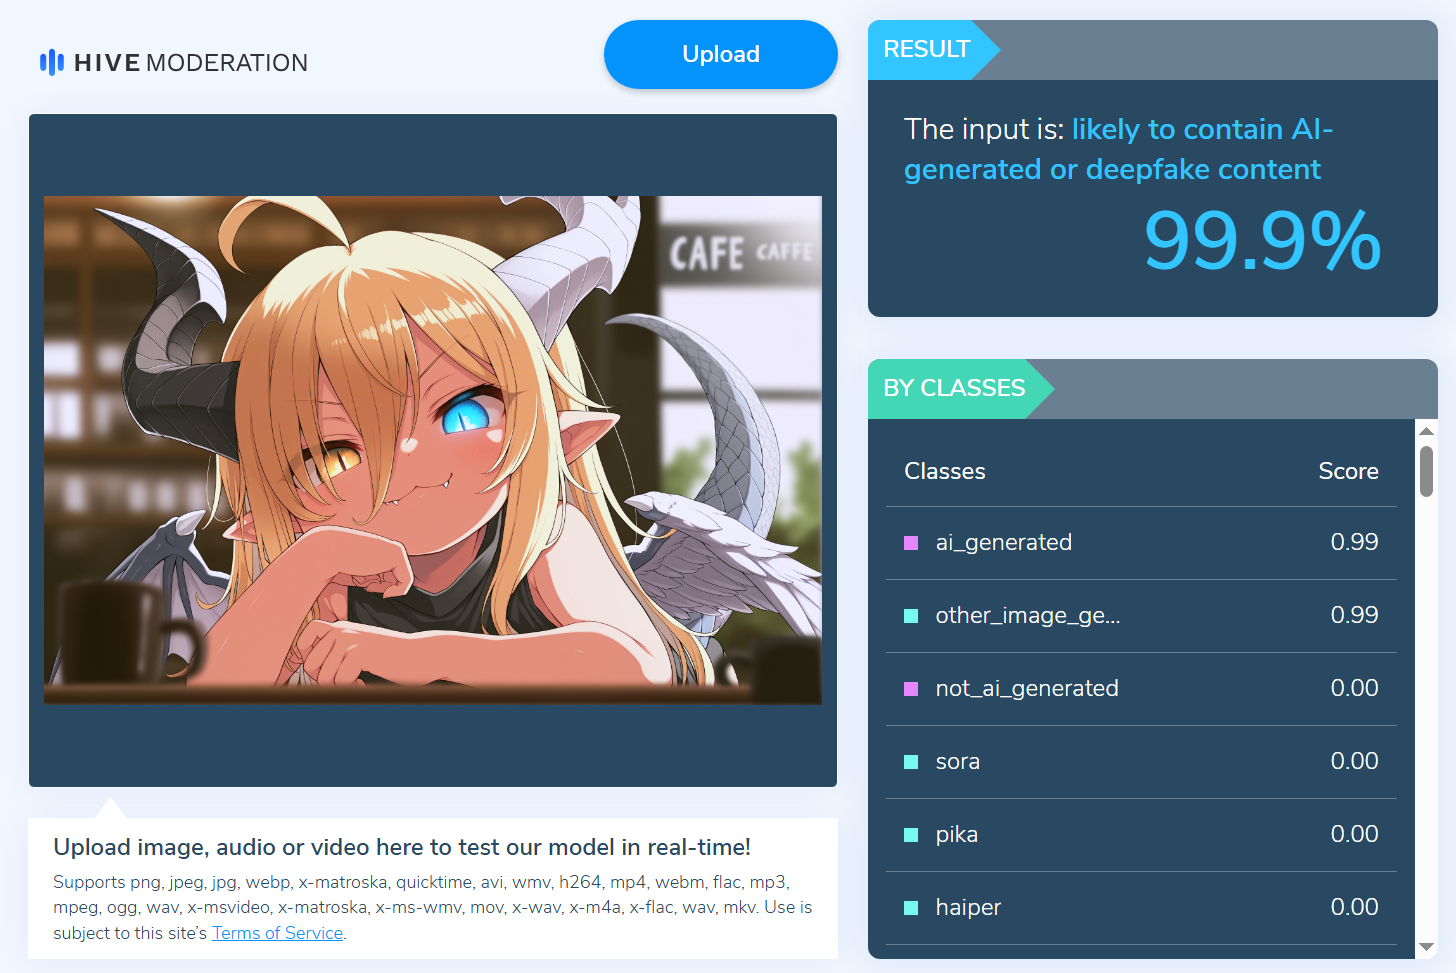 HIVE MODERATION
Upload
CAFE CAFFE
Upload image, audio or video here to test our model in real-time!
Supports png, jpeg, jpg, webp, x-matroska, quicktime, avi, wmv, h264, mp4, webm, flac, mp3,
mpeg, ogg, wav, x-msvideo, x-matroska, x-ms-wmv, mov, x-wav, x-m4a, x-flac, wav, mkv. Use is
subject to this site's Terms of Service.
RESULT
The input is: likely to contain AI-
generated or deepfake content
99.9%
BY CLASSES
Classes Score
ai_generated 0.99
other_image_ge... 0.99
not_ai_generated 0.00
sora 0.00
pika 0.00
haiper 0.00